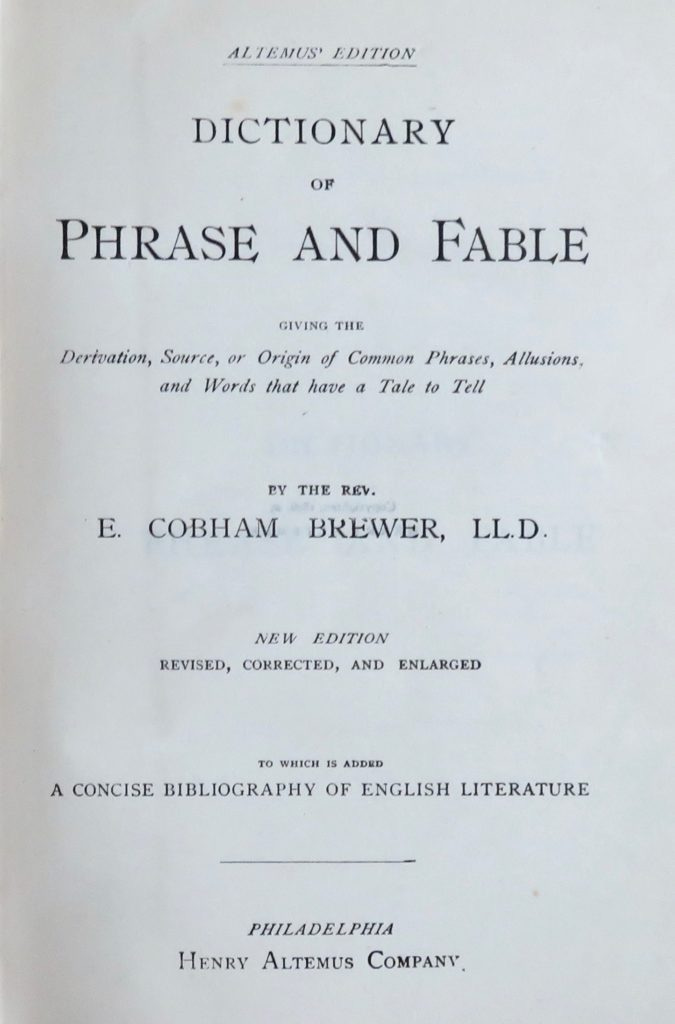 ALTEMUS' EDITION
DICTIONARY
OF
PHRASE AND FABLE
GIVING THE
Derivation, Source, or Origin of Common Phrases, Allusions,
and Words that have a Tale to Tell
BY THE REV.
E. COBHAM BREWER, LL.D.
NEW EDITION
REVISED, CORRECTED, AND ENLARGED
TO WHICH IS ADDED
A CONCISE BIBLIOGRAPHY OF ENGLISH LITERATURE
PHILADELPHIA
HENRY ALTEMUS COMPANY.